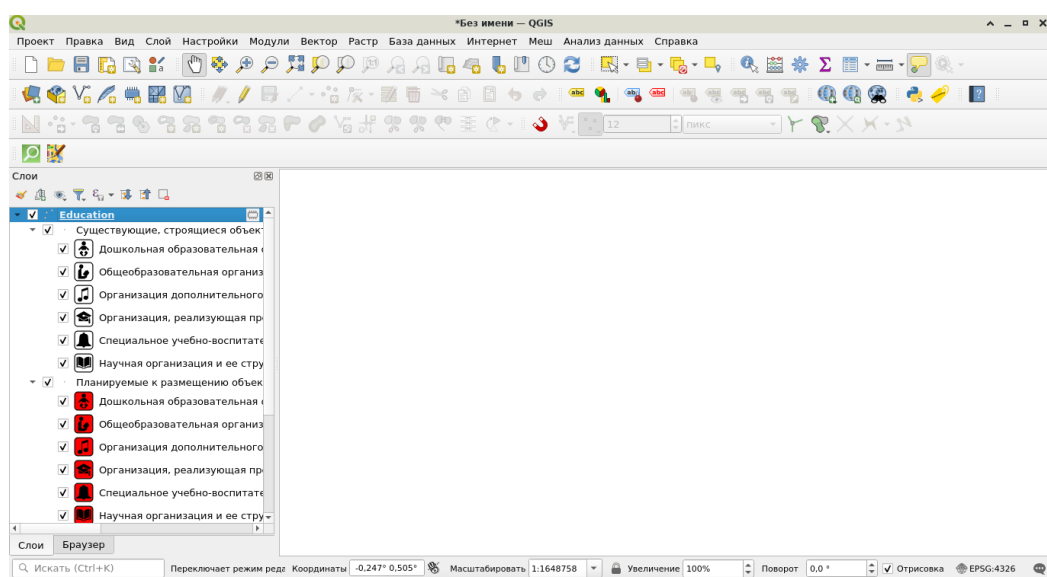 *Без имени — QGIS
Проект Правка Вид Слой Настройки Модули Вектор Растр База данных Интернет Меш Анализ данных Справка
abc abc abc
12 пикс
Слои
Education
Существующие, строящиеся объект
Дошкольная образовательная
Общеобразовательная организ
Организация дополнительного
Организация, реализующая пр
Специальное учебно-воспитате
Научная организация и ее стру
Планируемые к размещению объек
Дошкольная образовательная
Общеобразовательная организ
Организация дополнительного
Организация, реализующая пр
Специальное учебно-воспитате
Научная организация и ее стру
Слои Браузер
Искать (Ctrl+K) Переключает режим реда Координаты -0,247° 0,505° Масштабировать 1:1648758 Увеличение 100% Поворот 0,0 ° Отрисовка EPSG:4326